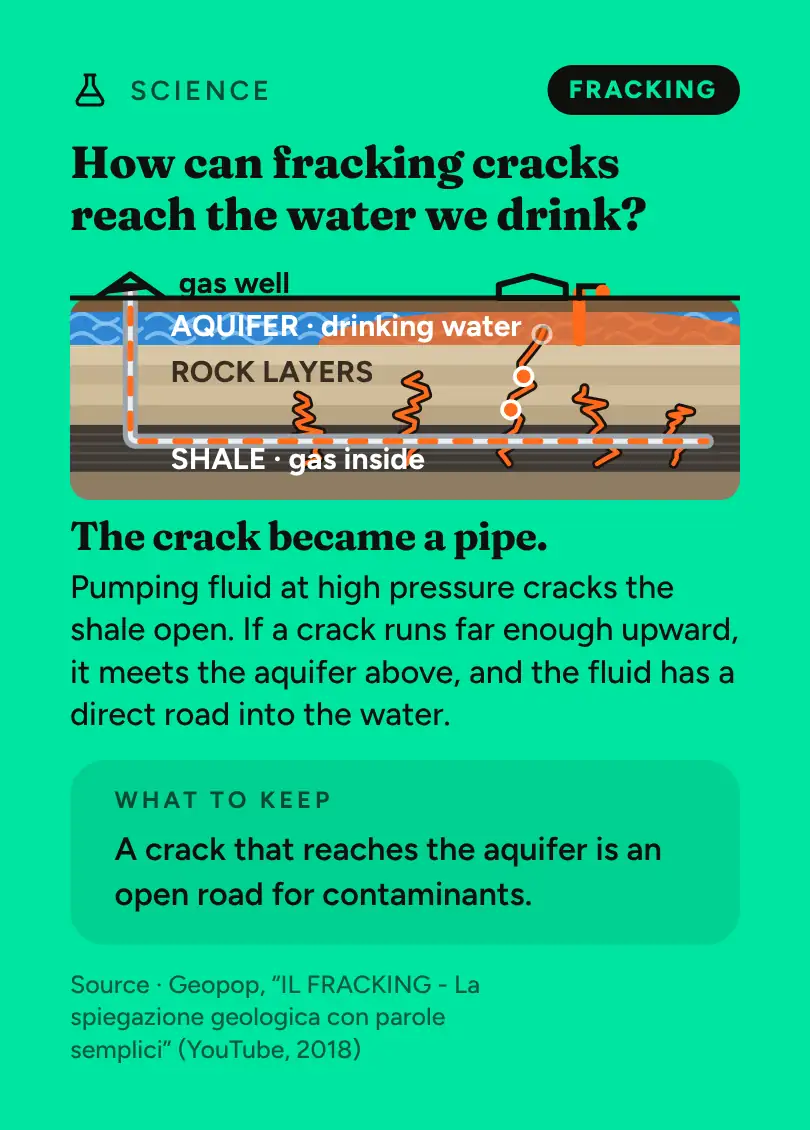 SCIENCE
FRACKING
How can fracking cracks
reach the water we drink?
gas well
AQUIFER · drinking water
ROCK LAYERS
SHALE · gas inside
The crack became a pipe.
Pumping fluid at high pressure cracks the
shale open. If a crack runs far enough upward,
it meets the aquifer above, and the fluid has a
direct road into the water.
WHAT TO KEEP
A crack that reaches the aquifer is an
open road for contaminants.
Source · Geopop, “IL FRACKING - La
spiegazione geologica con parole
semplici” (YouTube, 2018)